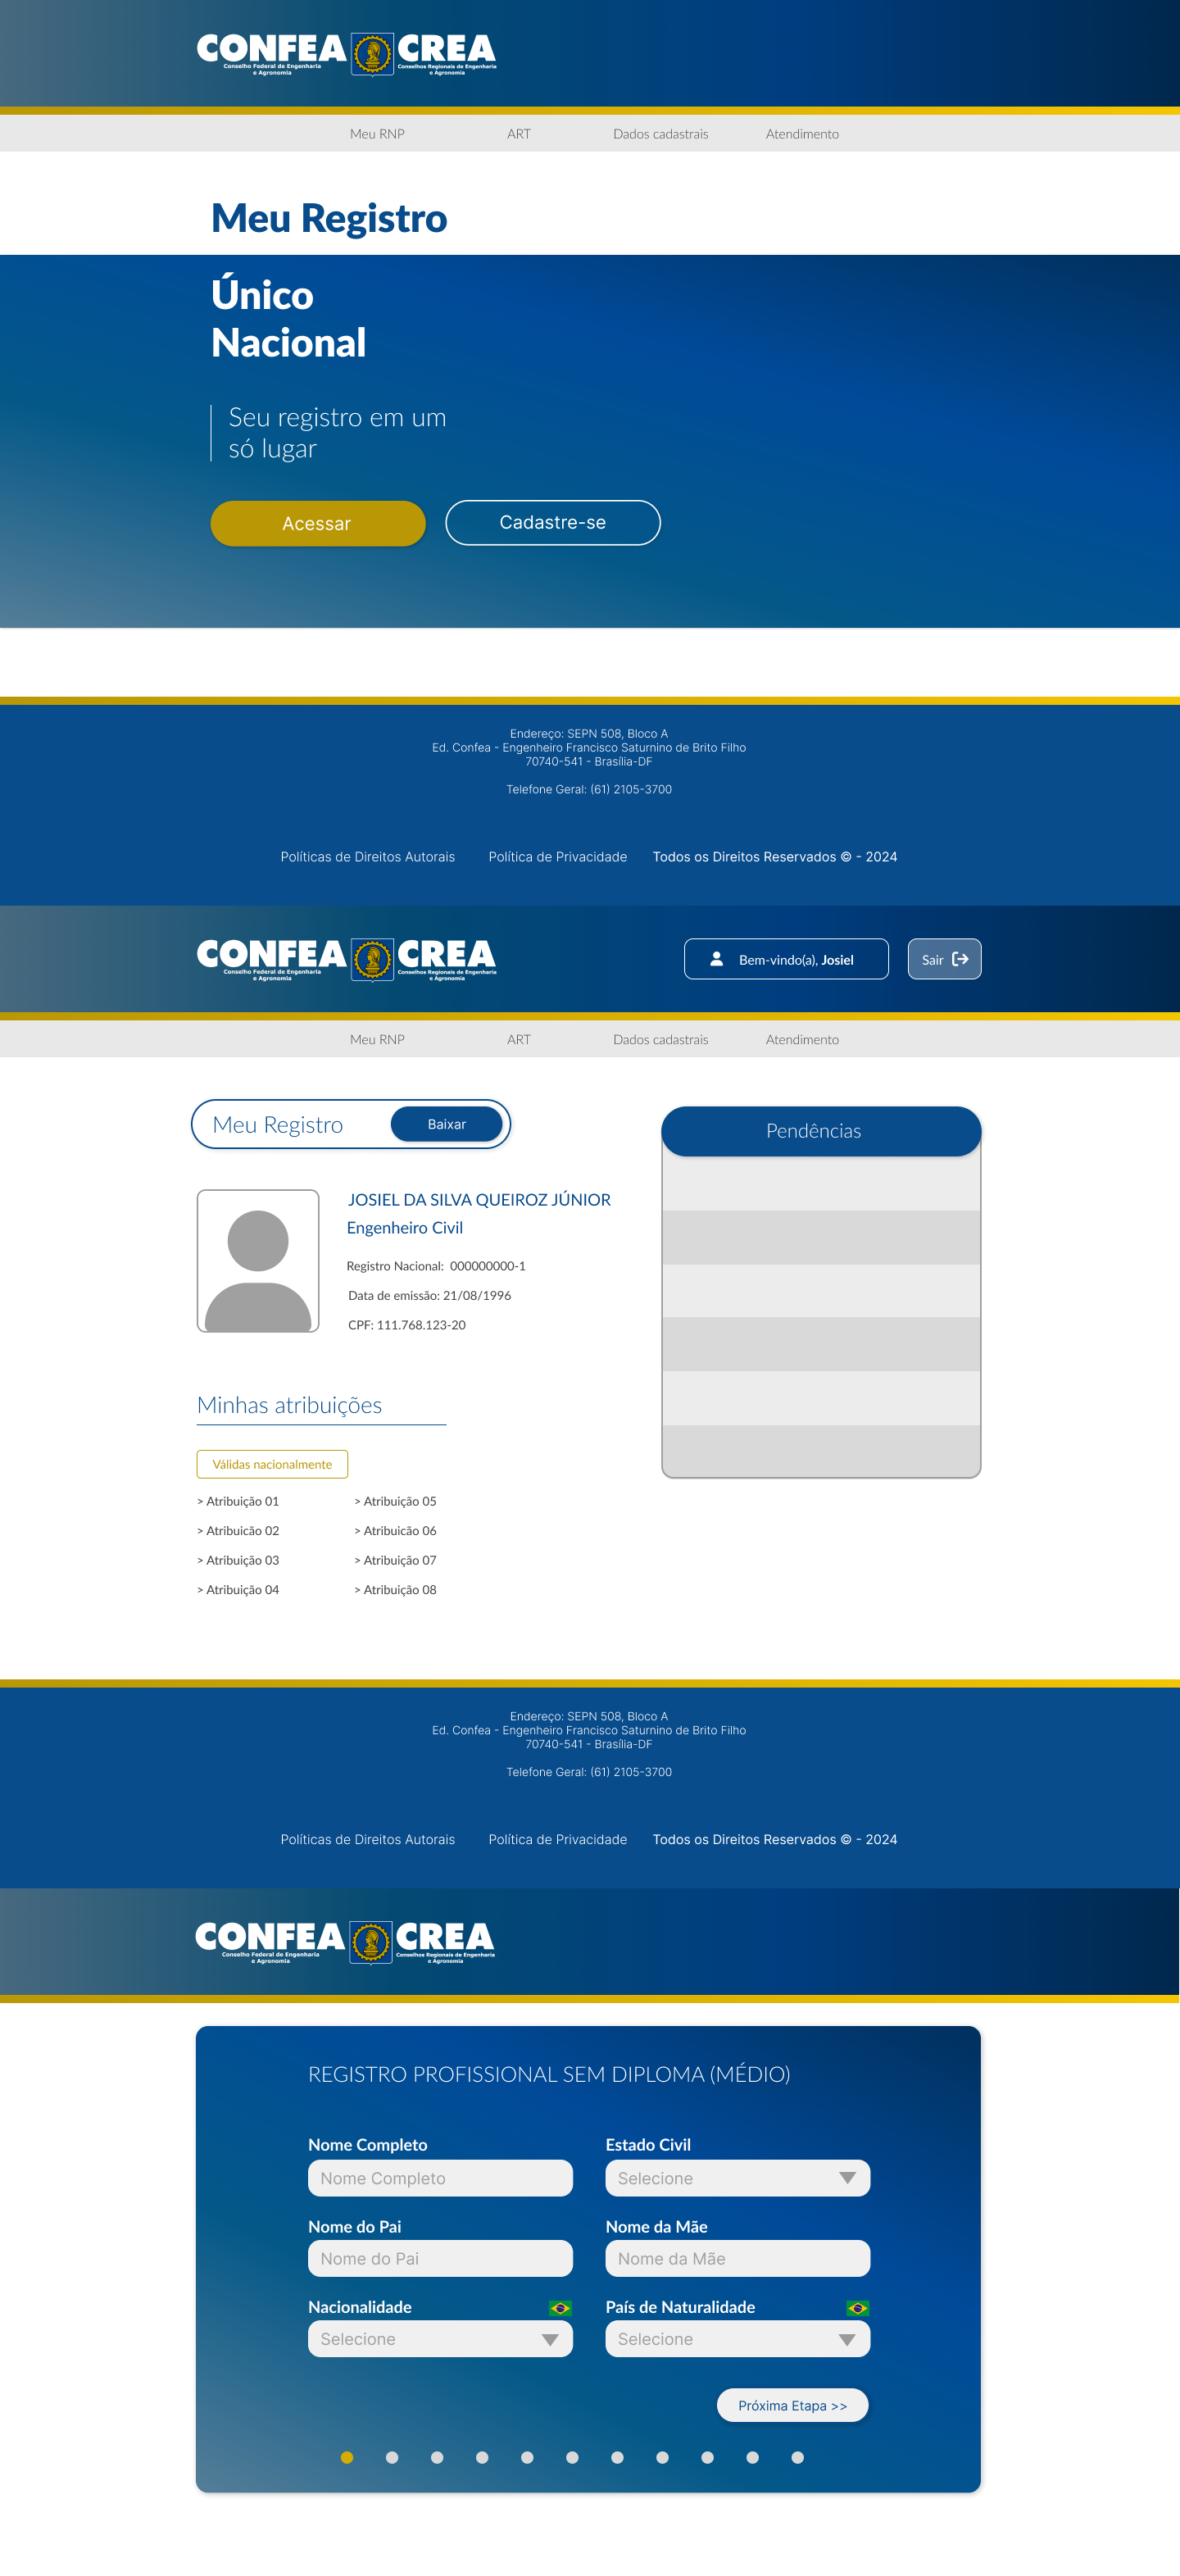 CONFEA CREA
Conselho Federal de Engenharia
e Agronomia
Conselhos Regionais de Engenharia
e Agronomia
Meu RNP ART Dados cadastrais Atendimento
Meu Registro
Único
Nacional
Seu registro em um
só lugar
Acessar Cadastre-se
Endereço: SEPN 508, Bloco A
Ed. Confea - Engenheiro Francisco Saturnino de Brito Filho
70740-541 - Brasília-DF
Telefone Geral: (61) 2105-3700
Políticas de Direitos Autorais Política de Privacidade Todos os Direitos Reservados © - 2024
CONFEA CREA
Conselho Federal de Engenharia
e Agronomia
Conselhos Regionais de Engenharia
e Agronomia
Bem-vindo(a), Josiel Sair
Meu RNP ART Dados cadastrais Atendimento
Meu Registro Baixar
Pendências
JOSIEL DA SILVA QUEIROZ JÚNIOR
Engenheiro Civil
Registro Nacional: 000000000-1
Data de emissão: 21/08/1996
CPF: 111.768.123-20
Minhas atribuições
Válidas nacionalmente
> Atribuição 01 > Atribuição 05
> Atribuicão 02 > Atribuicão 06
> Atribuição 03 > Atribuição 07
> Atribuição 04 > Atribuição 08
Endereço: SEPN 508, Bloco A
Ed. Confea - Engenheiro Francisco Saturnino de Brito Filho
70740-541 - Brasília-DF
Telefone Geral: (61) 2105-3700
Políticas de Direitos Autorais Política de Privacidade Todos os Direitos Reservados © - 2024
CONFEA CREA
Conselho Federal de Engenharia
e Agronomia
Conselhos Regionais de Engenharia
e Agronomia
REGISTRO PROFISSIONAL SEM DIPLOMA (MÉDIO)
Nome Completo Estado Civil
Nome Completo Selecione
Nome do Pai Nome da Mãe
Nome do Pai Nome da Mãe
Nacionalidade País de Naturalidade
Selecione Selecione
Próxima Etapa >>